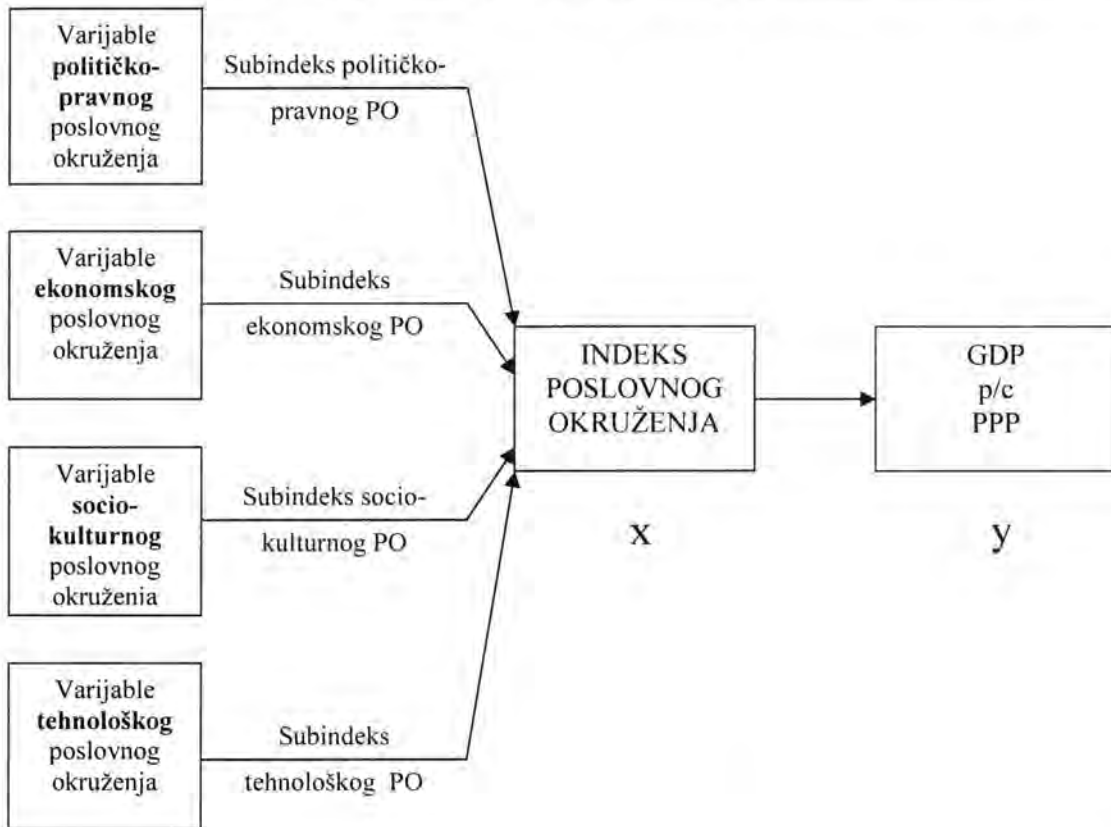 Varijable
političko-
pravnog
poslovnog
okruženja
Subindeks političko-
pravnog PO
Varijable
ekonomskog
poslovnog
okruženja
Subindeks
ekonomskog PO
INDEKS
POSLOVNOG
OKRUŽENJA
GDP
p/c
PPP
Varijable
socio-
kulturnog
poslovnog
okruženia
Subindeks socio-
kulturnog PO
x
y
Varijable
tehnološkog
poslovnog
okruženja
Subindeks
tehnološkog PO